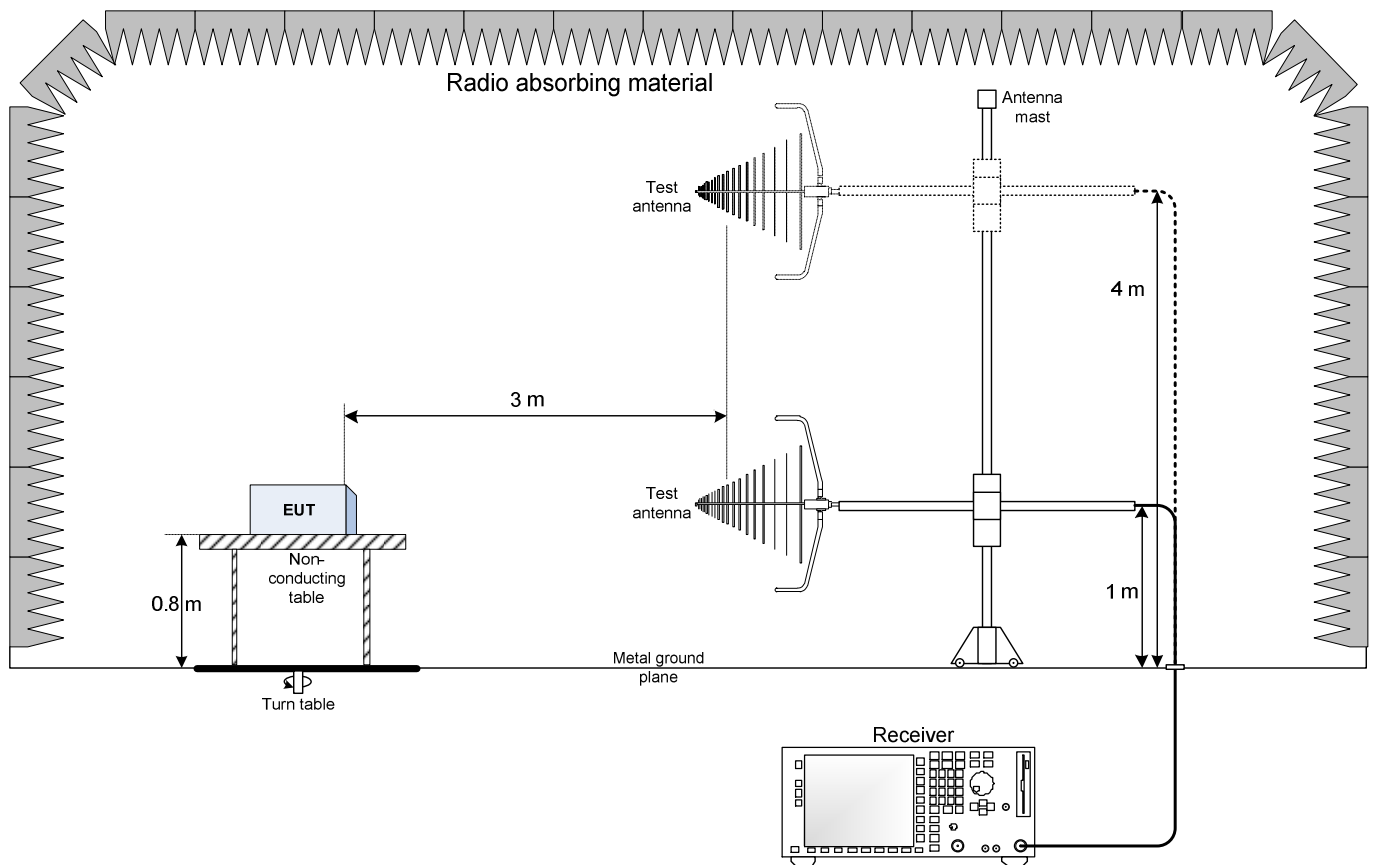 Radio absorbing material
Antenna
mast
Test
antenna
4 m
3 m
Test
antenna
EUT
Non-
conducting
table
0.8 m
1 m
Metal ground
plane
Turn table
Receiver